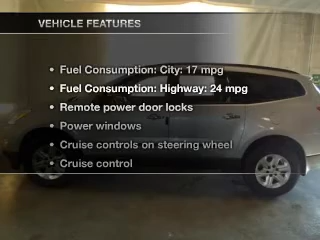 VEHICLE FEATURES
• Fuel Consumption: City: 17 mpg
• Fuel Consumption: Highway: 24 mpg
• Remote power door locks
• Power windows
• Cruise controls on steering wheel
• Cruise control